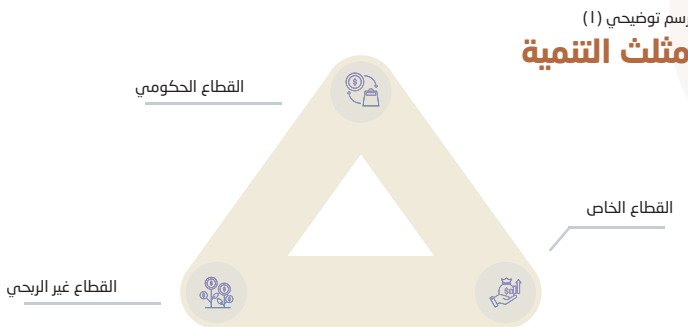 رسم توضيحي (١)
مثلث التنمية
القطاع الحكومي
القطاع الخاص
القطاع غير الربحي